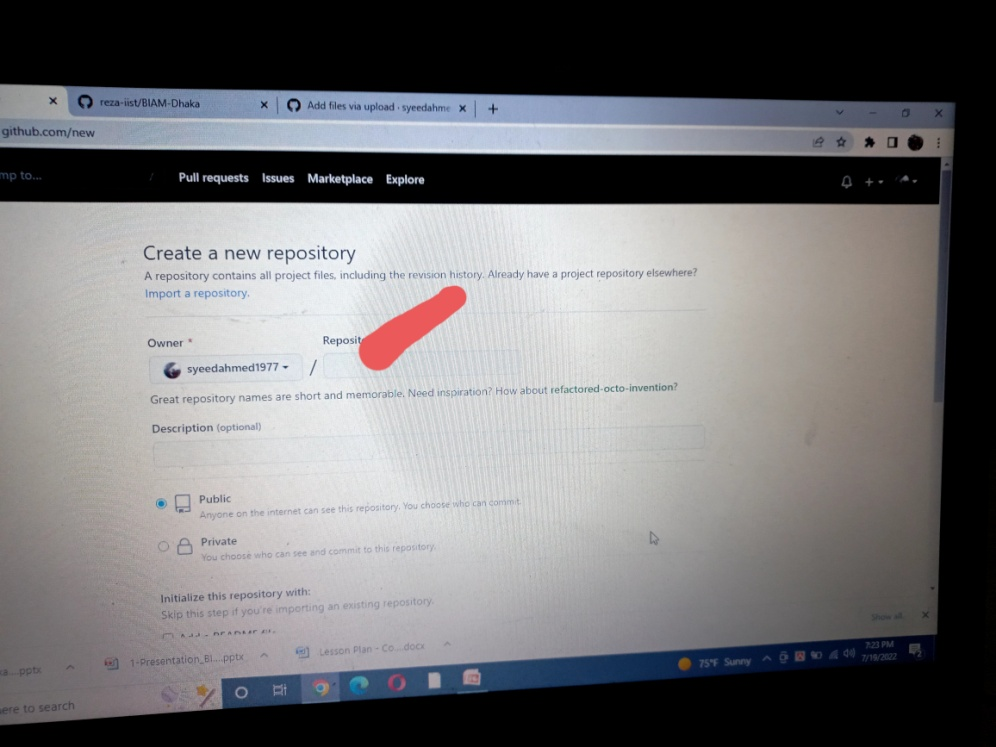 reza-iist/BIAM-Dhaka
Add files via upload · syeedahme
github.com/new
mp to...
/
Pull requests Issues Marketplace Explore
Create a new repository
A repository contains all project files, including the revision history. Already have a project repository elsewhere?
Import a repository.
Owner *
Reposit
syeedahmed1977
/
Great repository names are short and memorable. Need inspiration? How about refactored-octo-invention?
Description (optional)
Public
Anyone on the internet can see this repository. You choose who can commit.
Private
You choose who can see and commit to this repository.
Initialize this repository with:
Skip this step if you're importing an existing repository.
Show all
a....pptx
1-Presentation_BI....pptx
Lesson Plan - Co....docx
ere to search
75°F Sunny
7:23 PM
7/18/2022
2